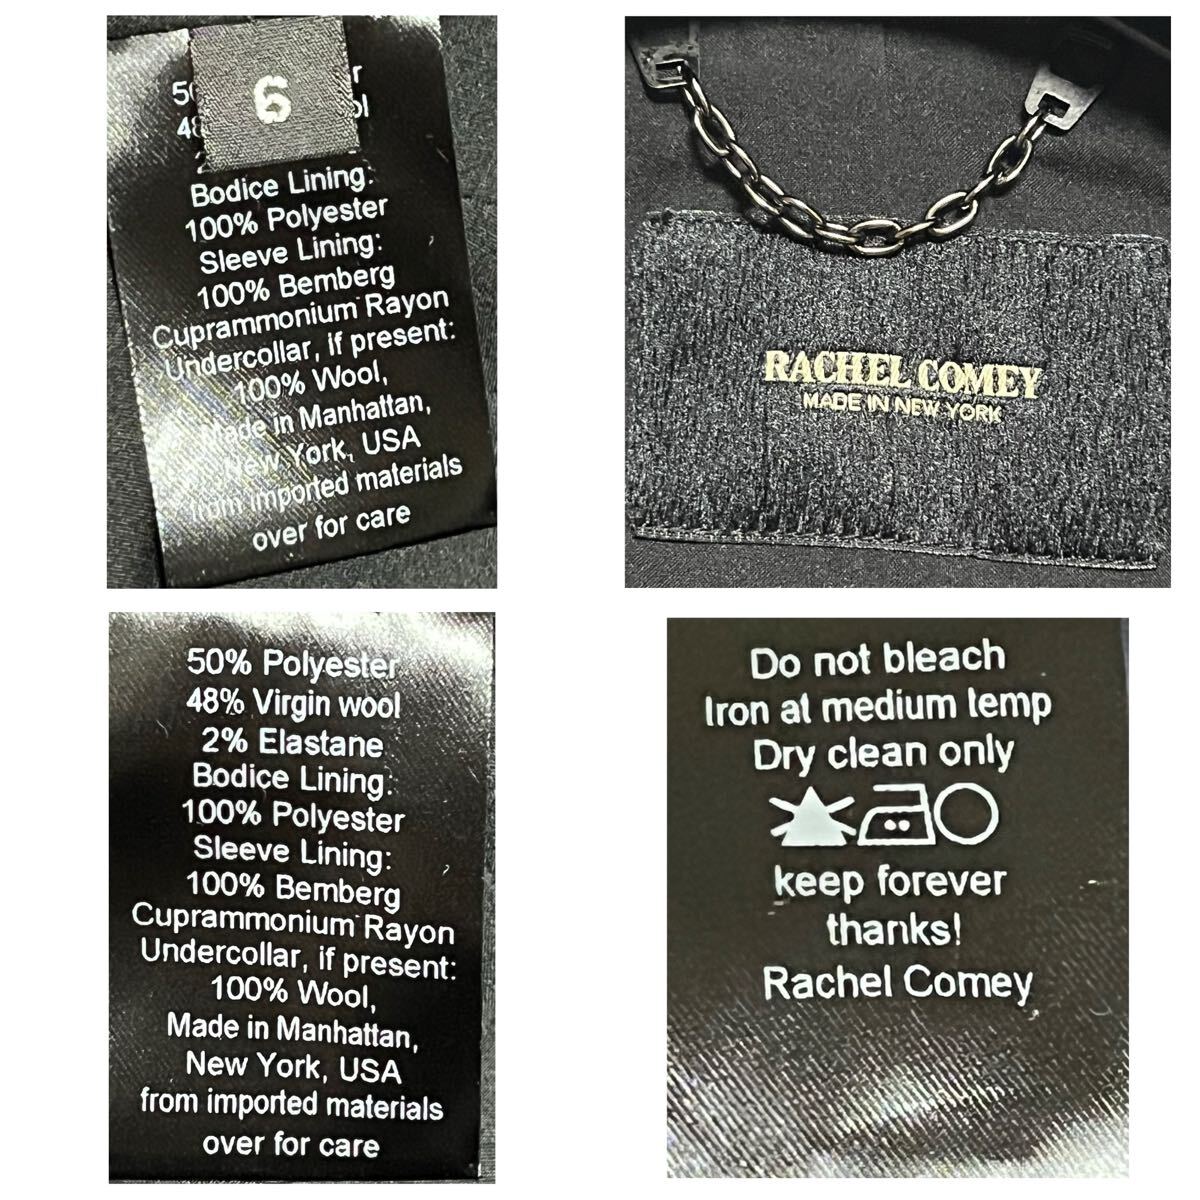 6
Bodice Lining:
100% Polyester
Sleeve Lining:
100% Bemberg
Cuprammonium Rayon
Undercollar, if present:
100% Wool,
Made in Manhattan,
New York, USA
from imported materials
over for care
RACHEL COMEY
MADE IN NEW YORK
50% Polyester
48% Virgin wool
2% Elastane
Bodice Lining:
100% Polyester
Sleeve Lining:
100% Bemberg
Cuprammonium Rayon
Undercollar, if present:
100% Wool,
Made in Manhattan,
New York, USA
from imported materials
over for care
Do not bleach
Iron at medium temp
Dry clean only
keep forever
thanks!
Rachel Comey